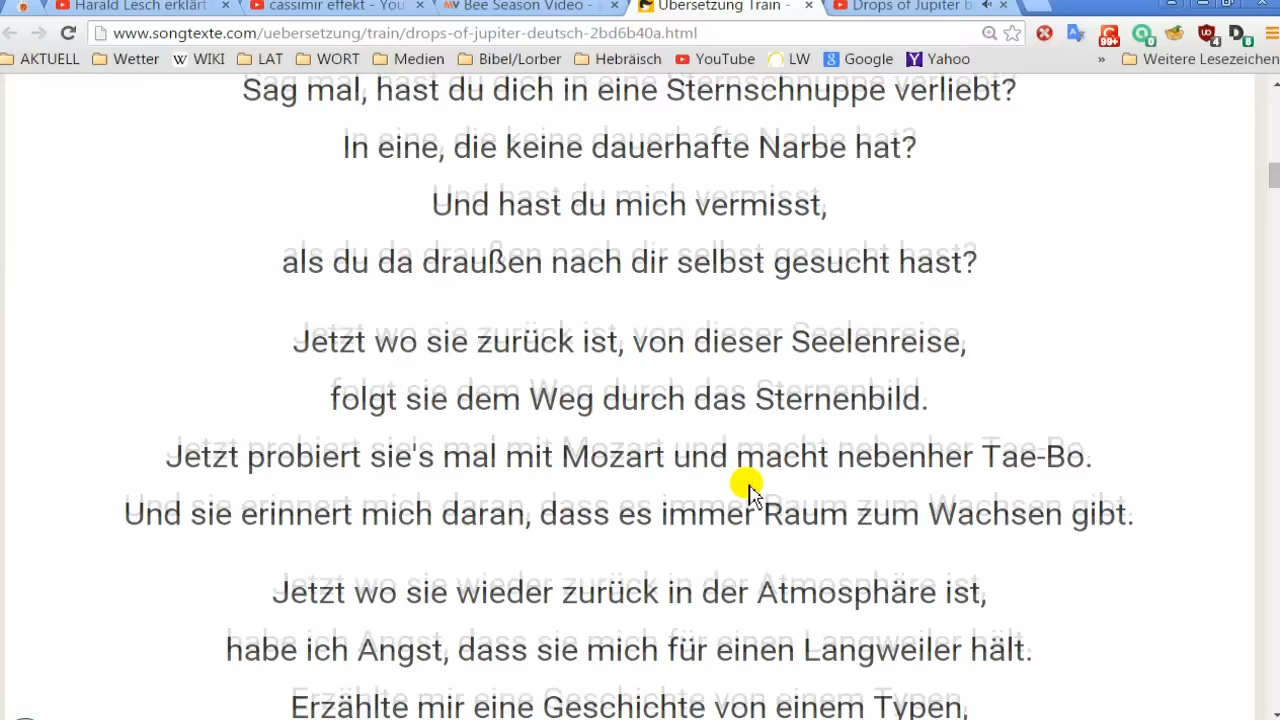 Harald Lesch erklärt
cassimir effekt - You
Bee Season Video -
Übersetzung Train -
Drops of Jupiter b
www.songtexte.com/uebersetzung/train/drops-of-jupiter-deutsch-2bd6b40a.html
99+
0
4
8
AKTUELL
Wetter
W WIKI
LAT
WORT
Medien
Bibel/Lorber
Hebräisch
YouTube
LW
Google
Yahoo
»
Weitere Lesezeichen
Sag mal, hast du dich in eine Sternschnuppe verliebt?
In eine, die keine dauerhafte Narbe hat?
Und hast du mich vermisst,
als du da draußen nach dir selbst gesucht hast?
Jetzt wo sie zurück ist, von dieser Seelenreise,
folgt sie dem Weg durch das Sternenbild.
Jetzt probiert sie's mal mit Mozart und macht nebenher Tae-Bo.
Und sie erinnert mich daran, dass es immer Raum zum Wachsen gibt.
Jetzt wo sie wieder zurück in der Atmosphäre ist,
habe ich Angst, dass sie mich für einen Langweiler hält.
Erzählte mir eine Geschichte von einem Typen,